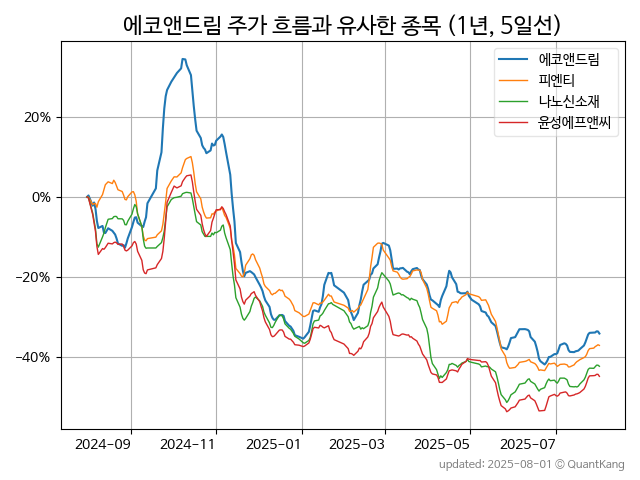 에코앤드림 주가 흐름과 유사한 종목 (1년, 5일선)
에코앤드림
피엔티
나노신소재
윤성에프앤씨
20%
0%
−20%
−40%
2024−09 2024−11 2025−01 2025−03 2025−05 2025−07
updated: 2025-08-01 © QuantKang